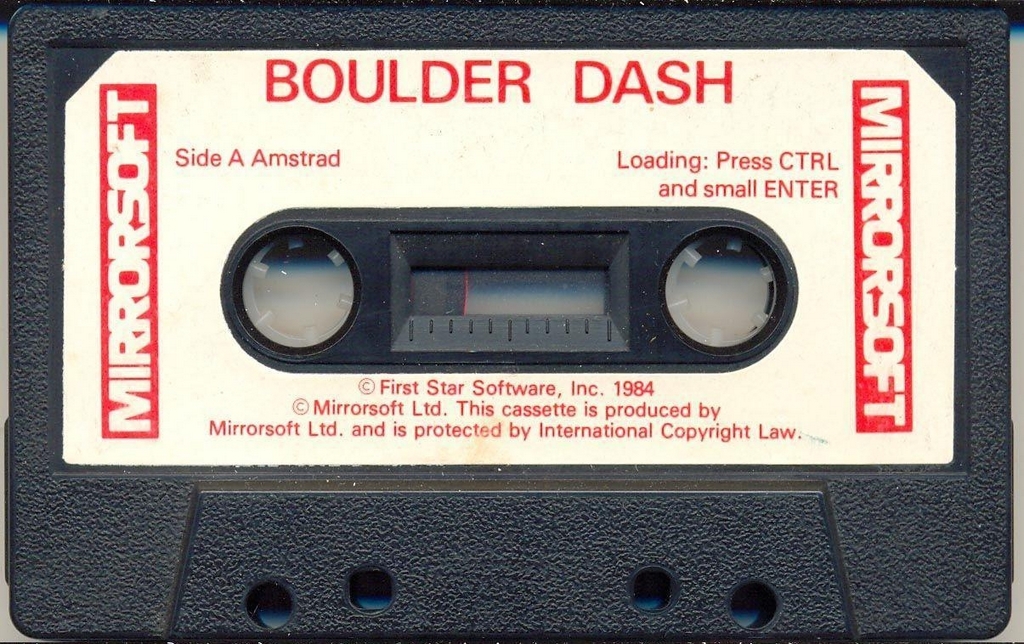 BOULDER DASH
MIRRORSOFT
Side A Amstrad
Loading: Press CTRL
and small ENTER
MIRRORSOFT
© First Star Software, Inc. 1984
© Mirrorsoft Ltd. This cassette is produced by
Mirrorsoft Ltd. and is protected by International Copyright Law.